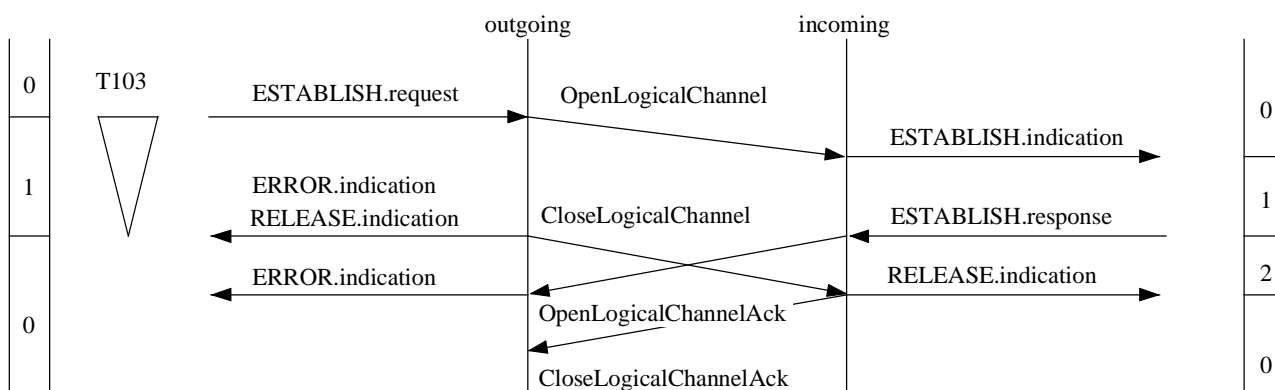 outgoing incoming
0 T103
ESTABLISH.request OpenLogicalChannel
0
ESTABLISH.indication
1 ERROR.indication
RELEASE.indication CloseLogicalChannel ESTABLISH.response 1
ERROR.indication RELEASE.indication 2
0 OpenLogicalChannelAck
0
CloseLogicalChannelAck